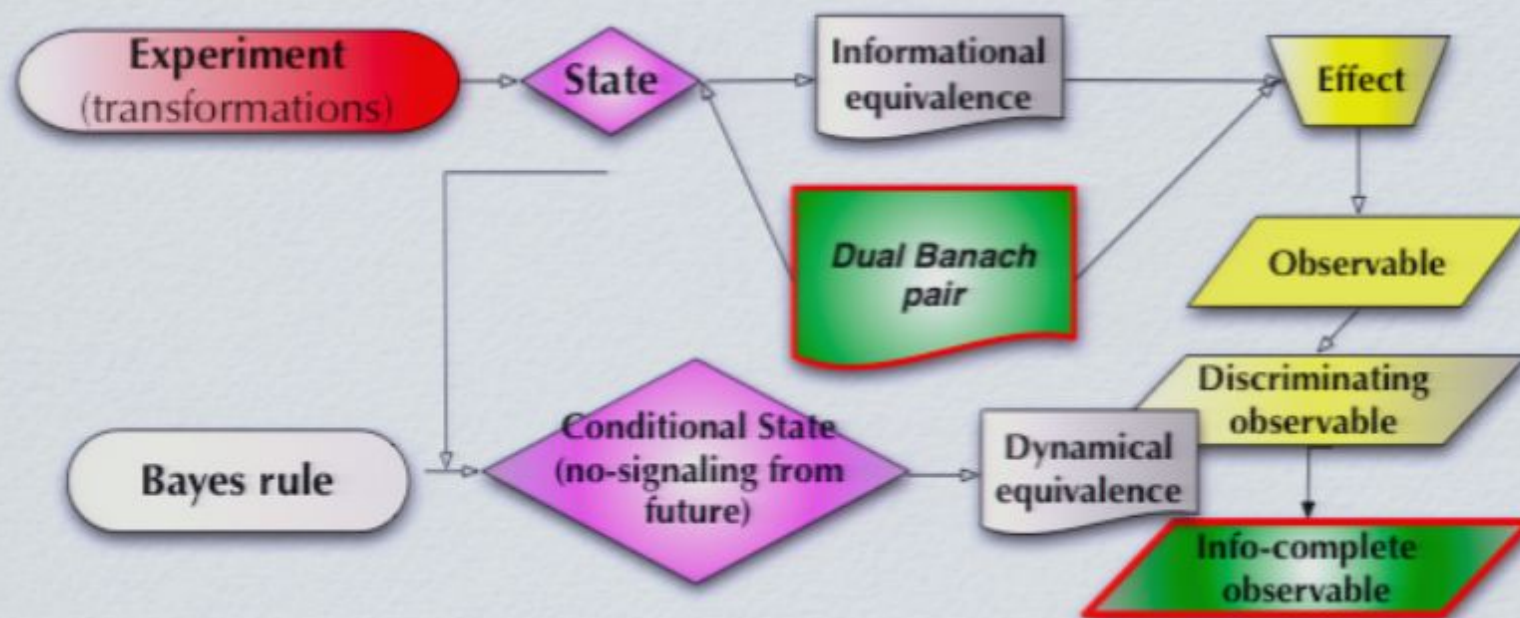 Experiment
(transformations)
State
Informational
equivalence
Effect
Dual Banach
pair
Observable
Discriminating
observable
Bayes rule
Conditional State
(no-signaling from
future)
Dynamical
equivalence
Info-complete
observable